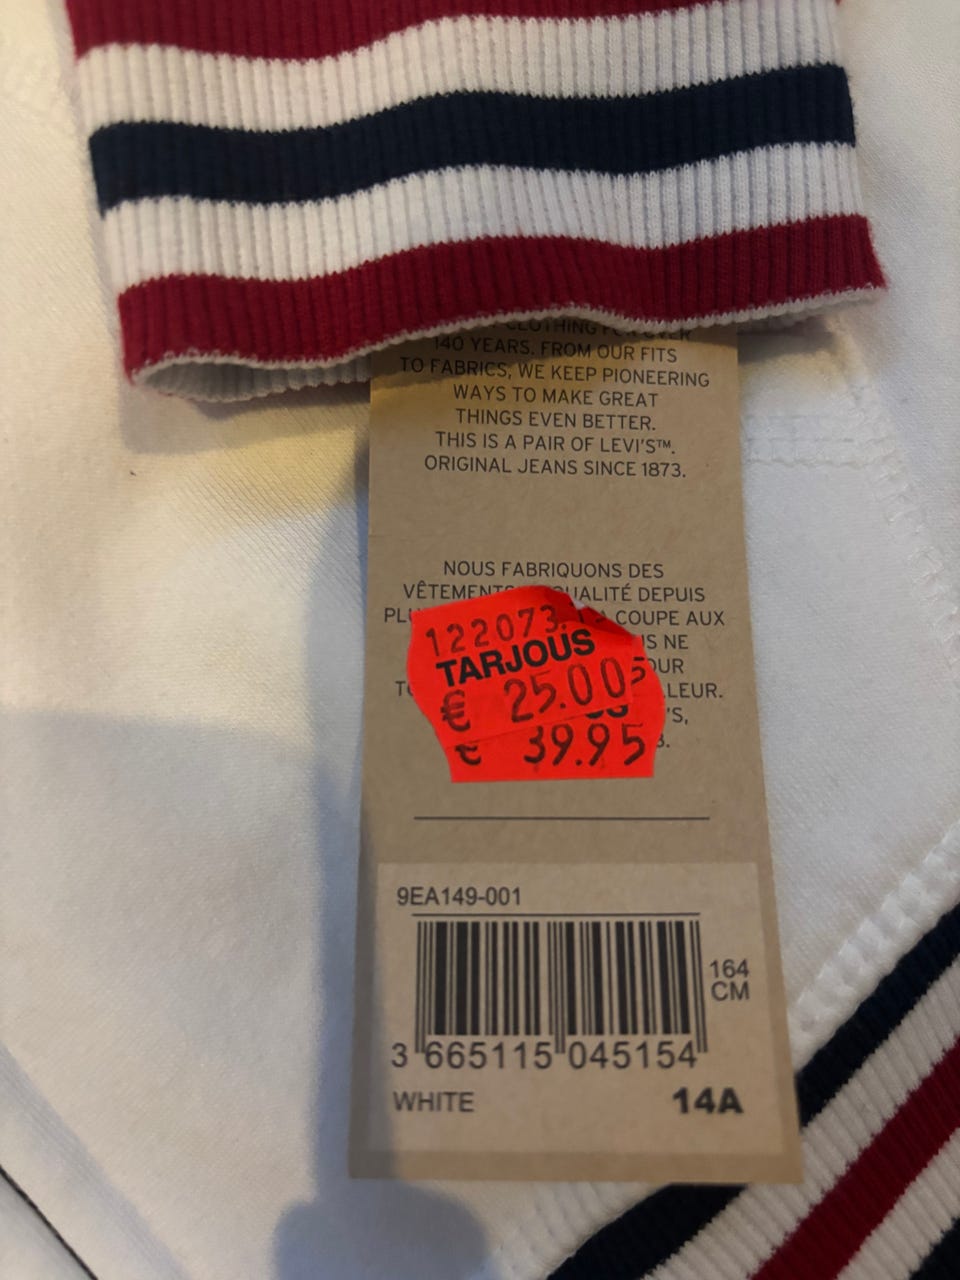 CLOTHING FOR OVER
140 YEARS. FROM OUR FITS
TO FABRICS, WE KEEP PIONEERING
WAYS TO MAKE GREAT
THINGS EVEN BETTER.
THIS IS A PAIR OF LEVI'S™.
ORIGINAL JEANS SINCE 1873.
NOUS FABRIQUONS DES
VÊTEMENTS QUALITÉ DEPUIS
COUPE AUX
NE
122073
TARJOUS
€ 25.00
€ 39.95
9EA149-001
164
CM
3 665115 045154
WHITE 14A